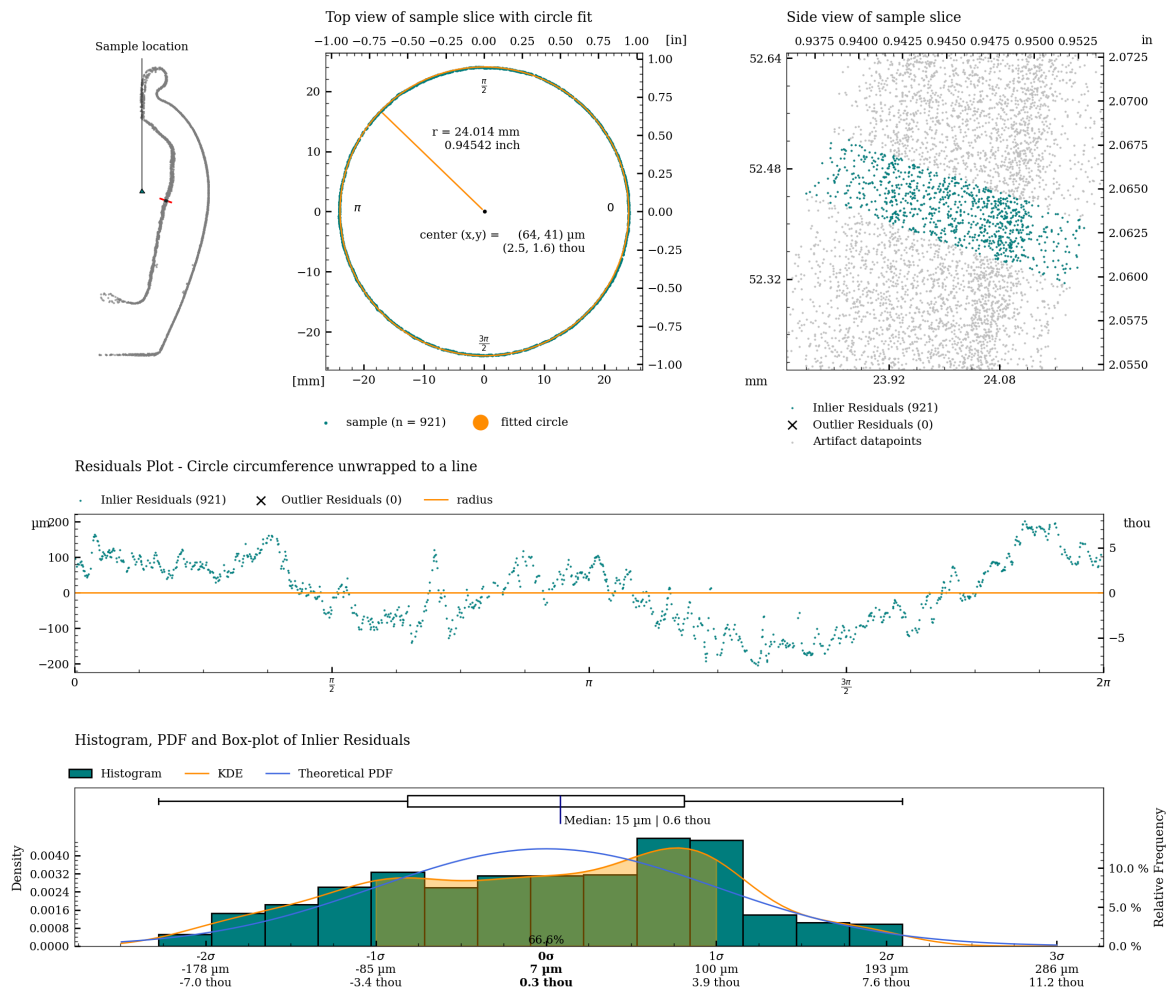 Sample location
Top view of sample slice with circle fit
−1.00 −0.75 −0.50 −0.25 0.00 0.25 0.50 0.75 1.00 [in]
20
10
0
−10
−20
π/2
r = 24.014 mm
0.94542 inch
π
0
center (x,y) = (64, 41) µm
(2.5, 1.6) thou
3π/2
1.00
0.75
0.50
0.25
0.00
−0.25
−0.50
−0.75
−1.00
[mm] −20 −10 0 10 20
sample (n = 921) fitted circle
Side view of sample slice
0.9375 0.9400 0.9425 0.9450 0.9475 0.9500 0.9525 in
52.64
52.48
52.32
2.0725
2.0700
2.0675
2.0650
2.0625
2.0600
2.0575
2.0550
mm 23.92 24.08
Inlier Residuals (921)
Outlier Residuals (0)
Artifact datapoints
Residuals Plot - Circle circumference unwrapped to a line
Inlier Residuals (921) Outlier Residuals (0) radius
µm
200
100
0
−100
−200
thou
5
0
−5
0 π/2 π 3π/2 2π
Histogram, PDF and Box-plot of Inlier Residuals
Histogram KDE Theoretical PDF
Median: 15 µm | 0.6 thou
Density
0.0040
0.0032
0.0024
0.0016
0.0008
0.0000
Relative Frequency
10.0 %
5.0 %
0.0 %
66.6%
-2σ -1σ 0σ 1σ 2σ 3σ
-178 µm -85 µm 7 µm 100 µm 193 µm 286 µm
-7.0 thou -3.4 thou 0.3 thou 3.9 thou 7.6 thou 11.2 thou